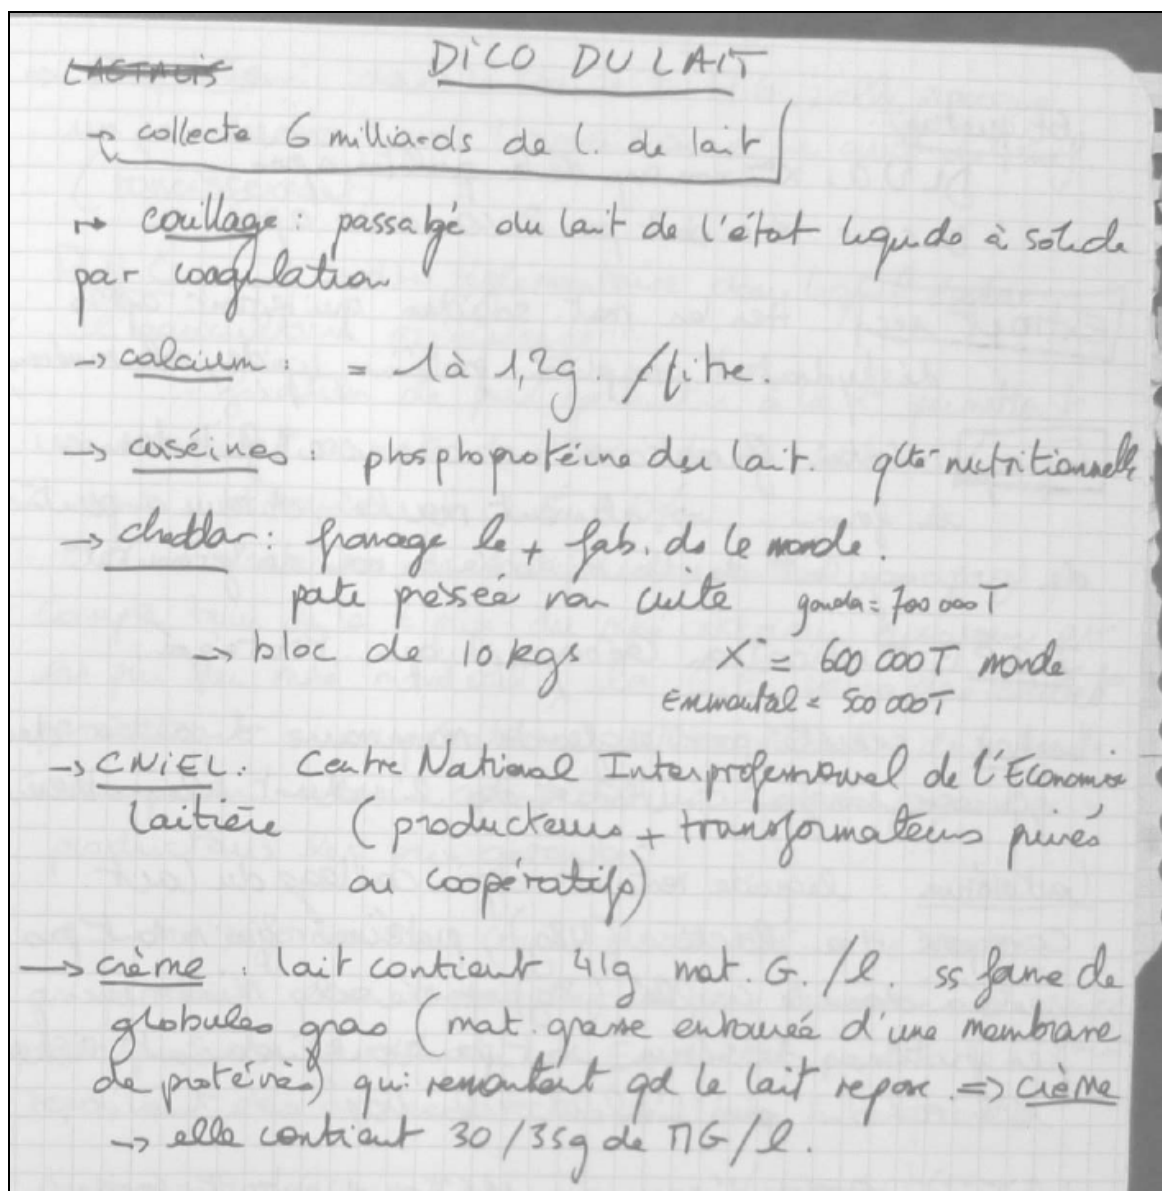 LACTALIS
DICO DU LAIT
→ collecte 6 milliards de l. de lait
→ caillage : passage du lait de l'état liquide à solide
par coagulation
→ calcium : = 1 à 1,2g. /litre.
→ caséines : phosphoprotéine du lait. qlté nutritionnelle
→ cheddar : fromage le + fab. ds le monde.
pate pressée non cuite gouda = 700 000T
→ bloc de 10 kgs X = 600 000T monde
Emmental = 500 000T
→ CNiEL : Centre National Interprofessionnel de l'Economie
laitière (producteurs + transformateurs privés
ou coopératifs)
→ crème : lait contient 41g mat. G. /l. ss forme de
globules gras (mat. grasse entourée d'une membrane
de protéines) qui remontent qd le lait repose => crème
→ elle contient 30/35g de MG/l.